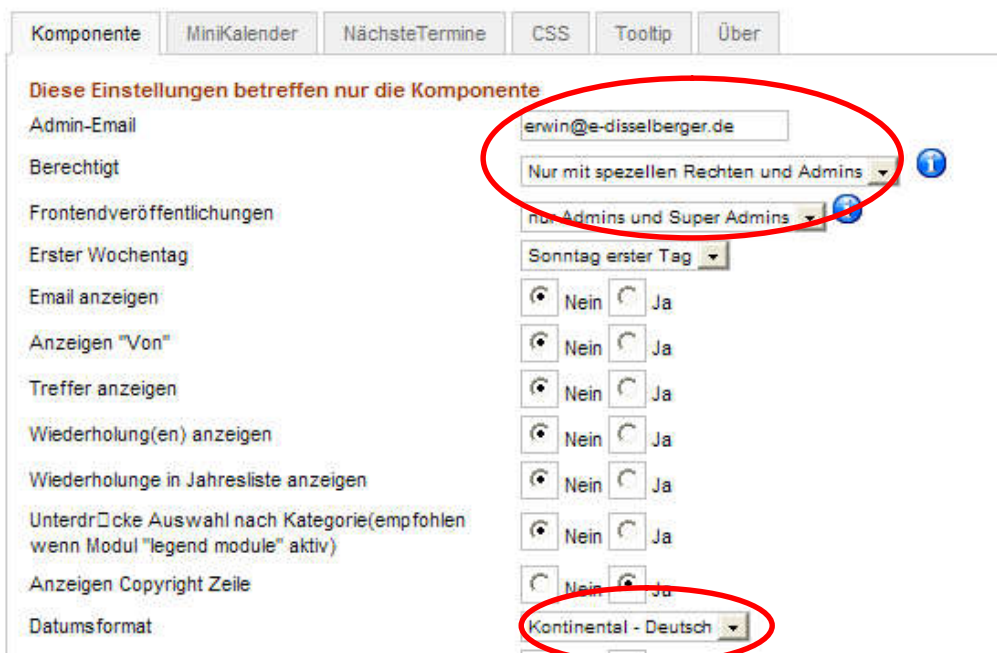 Komponente MiniKalender NächsteTermine CSS Tooltip Über
Diese Einstellungen betreffen nur die Komponente
Admin-Email erwin@e-disselberger.de
Berechtigt Nur mit spezellen Rechten und Admins
Frontendveröffentlichungen nur Admins und Super Admins
Erster Wochentag Sonntag erster Tag
Email anzeigen Nein Ja
Anzeigen "Von" Nein Ja
Treffer anzeigen Nein Ja
Wiederholung(en) anzeigen Nein Ja
Wiederholunge in Jahresliste anzeigen Nein Ja
Unterdr□cke Auswahl nach Kategorie(empfohlen
wenn Modul "legend module" aktiv) Nein Ja
Anzeigen Copyright Zeile Nein Ja
Datumsformat Kontinental - Deutsch